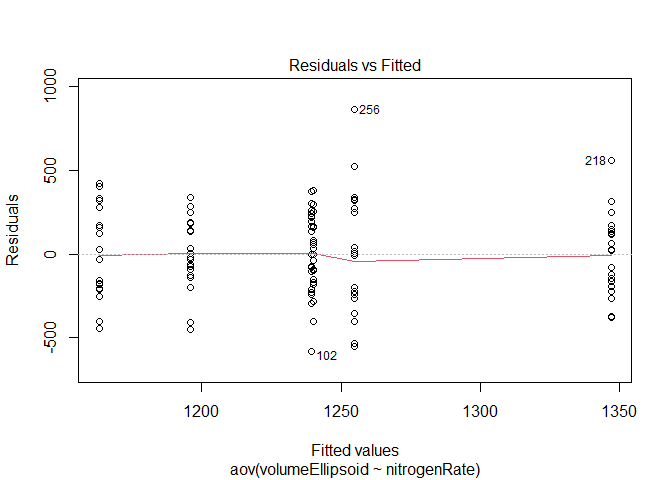 Residuals vs Fitted
1000
500
0
-500
Residuals
256
218
102
1200
1250
1300
1350
Fitted values
aov(volumeEllipsoid ~ nitrogenRate)